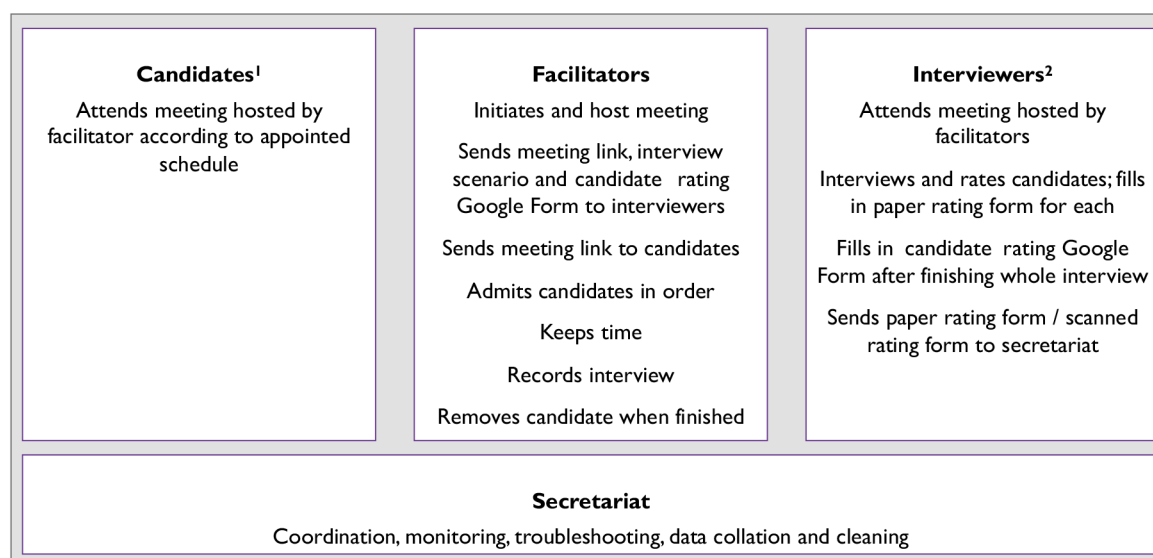 Candidates¹
Attends meeting hosted by
facilitator according to appointed
schedule
Facilitators
Initiates and host meeting
Sends meeting link, interview
scenario and candidate rating
Google Form to interviewers
Sends meeting link to candidates
Admits candidates in order
Keeps time
Records interview
Removes candidate when finished
Interviewers²
Attends meeting hosted by
facilitators
Interviews and rates candidates; fills
in paper rating form for each
Fills in candidate rating Google
Form after finishing whole interview
Sends paper rating form / scanned
rating form to secretariat
Secretariat
Coordination, monitoring, troubleshooting, data collation and cleaning